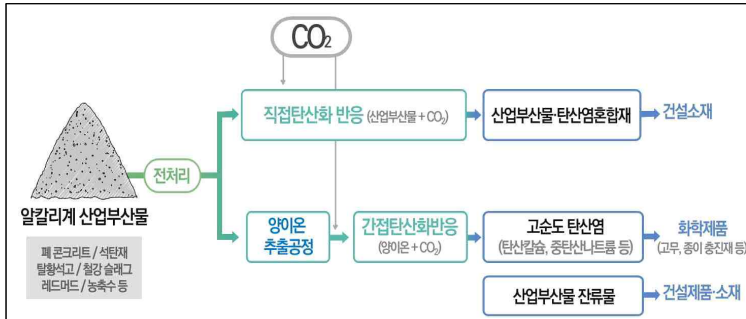 CO₂
직접탄산화 반응 (산업부산물 + CO₂)
산업부산물·탄산염혼합재
건설소재
전처리
알칼리계 산업부산물
폐 콘크리트 / 석탄재
탈황석고 / 철강 슬래그
레드머드 / 농축수 등
양이온
추출공정
간접탄산화반응
(양이온 + CO₂)
고순도 탄산염
(탄산칼슘, 중탄산나트륨 등)
화학제품
(고무, 종이 충진재 등)
산업부산물 잔류물
건설제품·소재